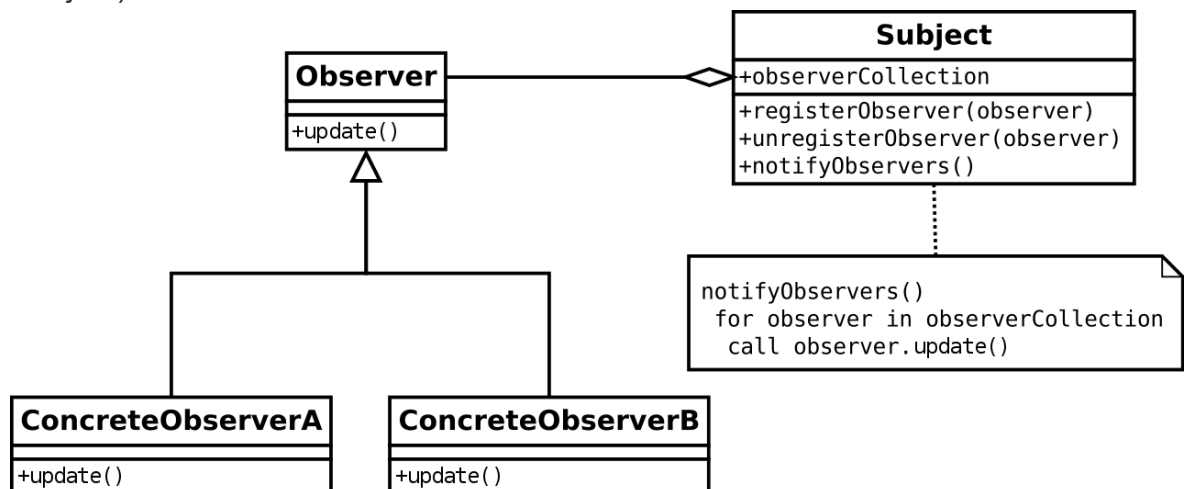 Subject
Observer
+observerCollection
+update()
+registerObserver(observer)
+unregisterObserver(observer)
+notifyObservers()
notifyObservers()
for observer in observerCollection
call observer.update()
ConcreteObserverA
+update()
ConcreteObserverB
+update()